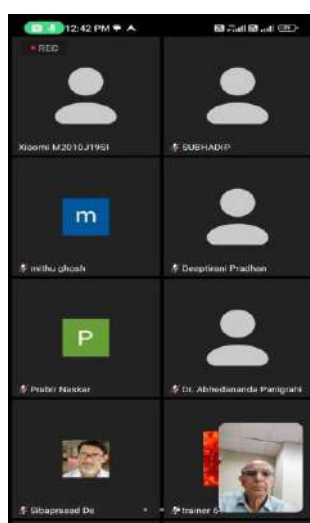 12:42 PM
REC
Xiaomi M2010J19SI
SUBHADIP
m
mithu ghosh
Deeptirani Pradhan
P
Prabir Naskar
Dr. Abhedananda Panigrahi
Sibaprasad De
trainer 6